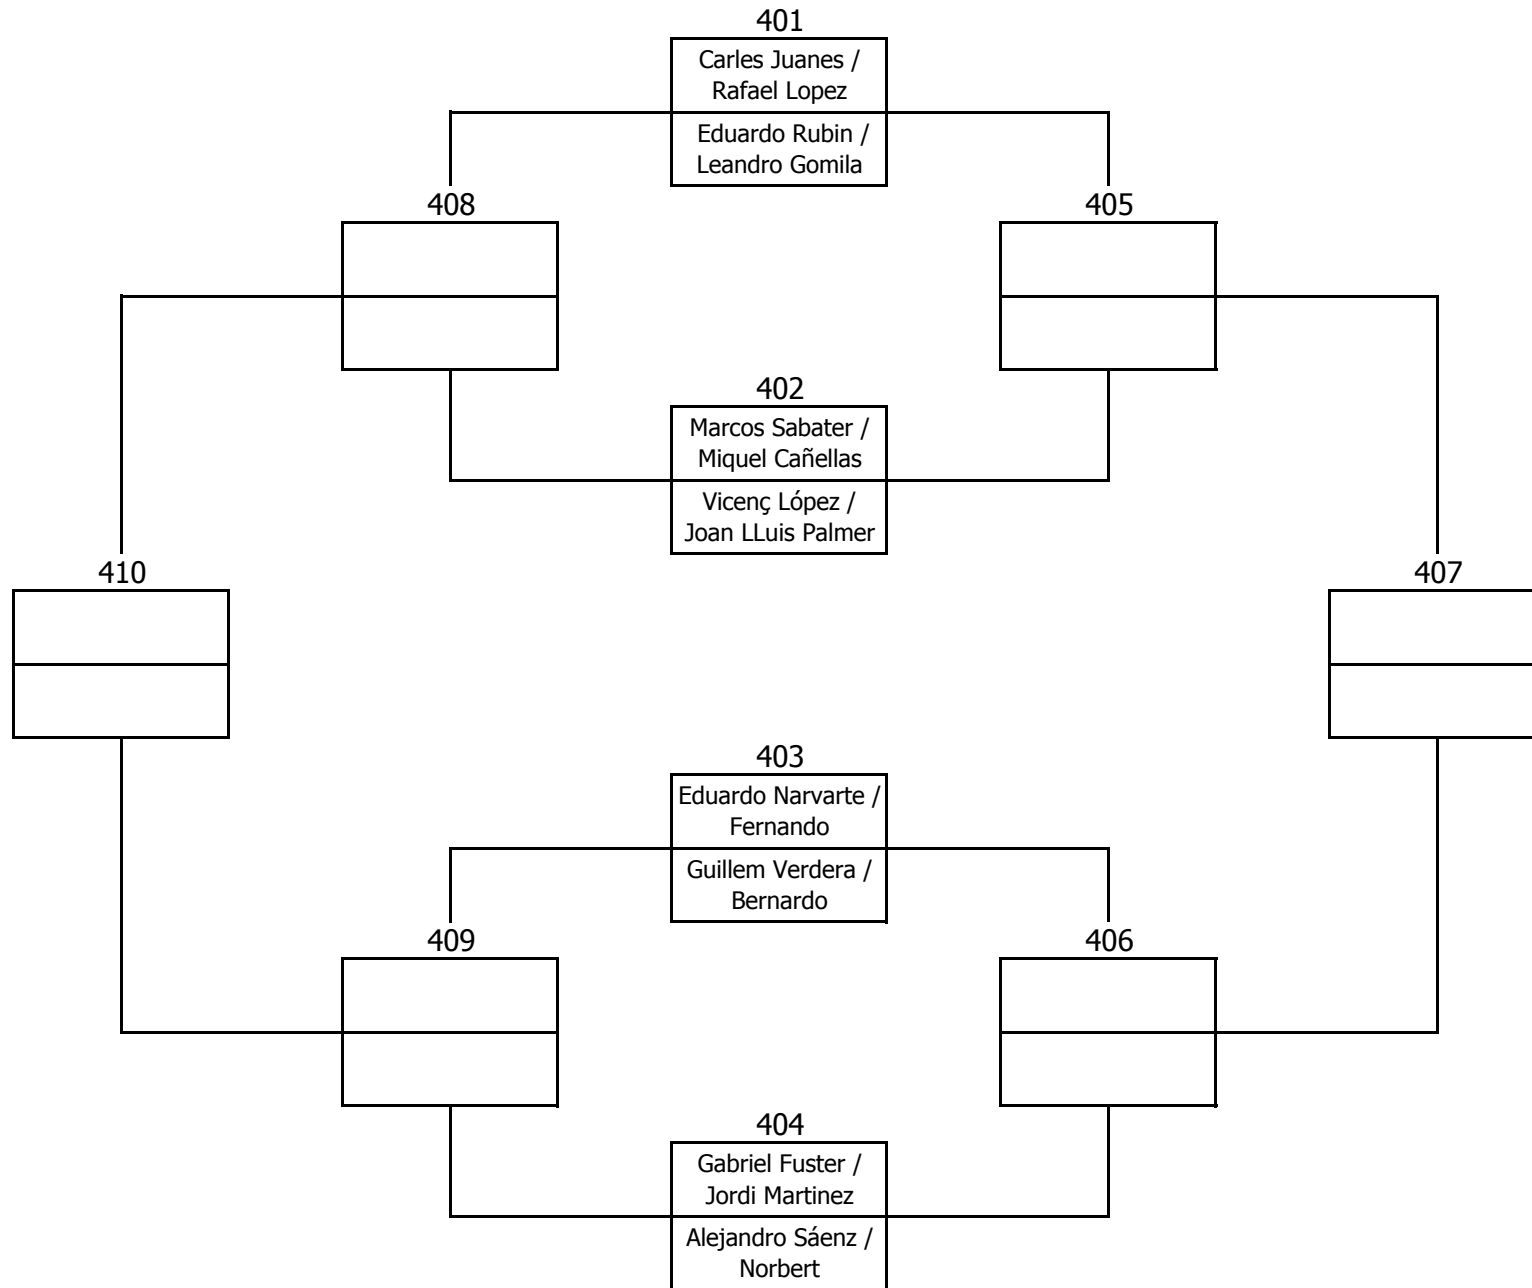 401
Carles Juanes /
Rafael Lopez
Eduardo Rubin /
Leandro Gomila
408
405
402
Marcos Sabater /
Miquel Cañellas
Vicenç López /
Joan LLuis Palmer
410
407
403
Eduardo Narvarte /
Fernando
Guillem Verdera /
Bernardo
409
406
404
Gabriel Fuster /
Jordi Martinez
Alejandro Sáenz /
Norbert